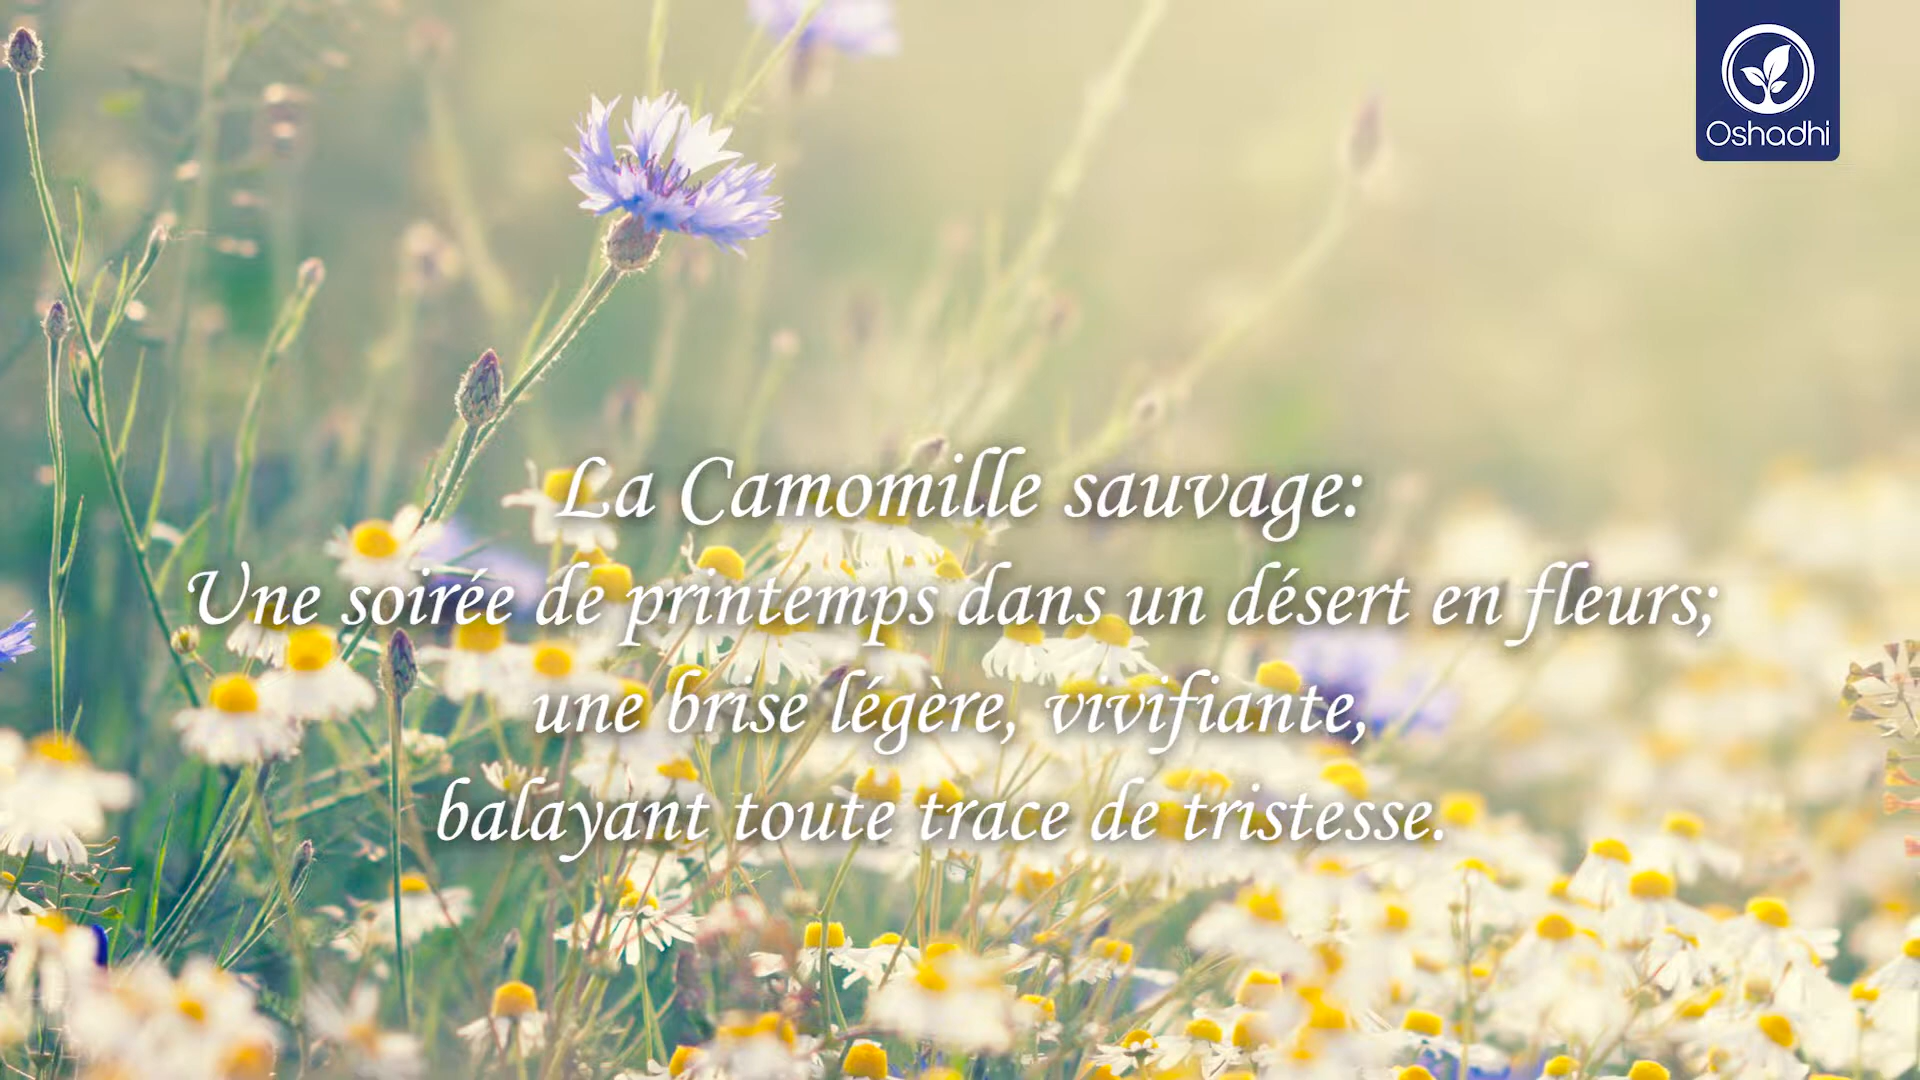 Oshadhi
La Camomille sauvage:
Une soirée de printemps dans un désert en fleurs;
une brise légère, vivifiante,
balayant toute trace de tristesse.